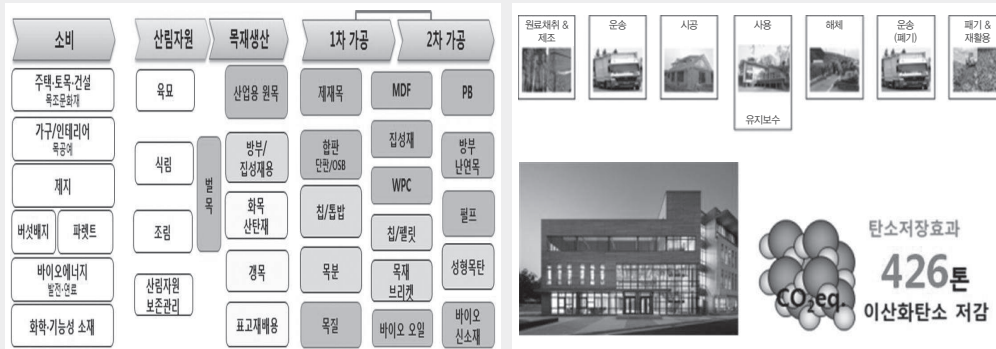 소비
주택·토목·건설
목조문화재
가구/인테리어
목공예
제지
버섯배지
파렛트
바이오에너지
발전·연료
화학·기능성 소재
산림자원
육묘
식림
조림
산림자원
보존관리
벌목
목재생산
산업용 원목
방부/
집성재용
화목
산탄재
갱목
표고재배용
1차 가공
제재목
합판
단판/OSB
칩/톱밥
목분
목질
2차 가공
MDF
집성재
WPC
칩/펠릿
목재
브리켓
바이오 오일
PB
방부
난연목
펄프
성형목탄
바이오
신소재
원료채취 &
제조
운송
시공
사용
유지보수
해체
운송
(폐기)
폐기 &
재활용
탄소저장효과
426톤
CO₂eq.
이산화탄소 저감